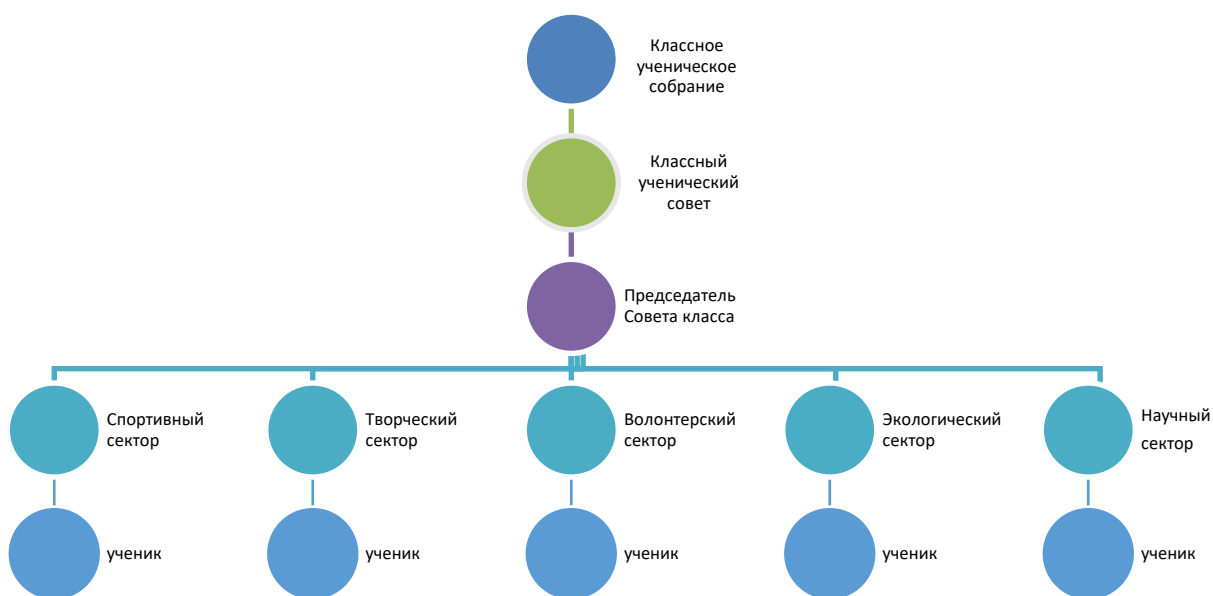 Классное
ученическое
собрание
Классный
ученический
совет
Председатель
Совета класса
Спортивный
сектор
Творческий
сектор
Волонтерский
сектор
Экологический
сектор
Научный
сектор
ученик
ученик
ученик
ученик
ученик